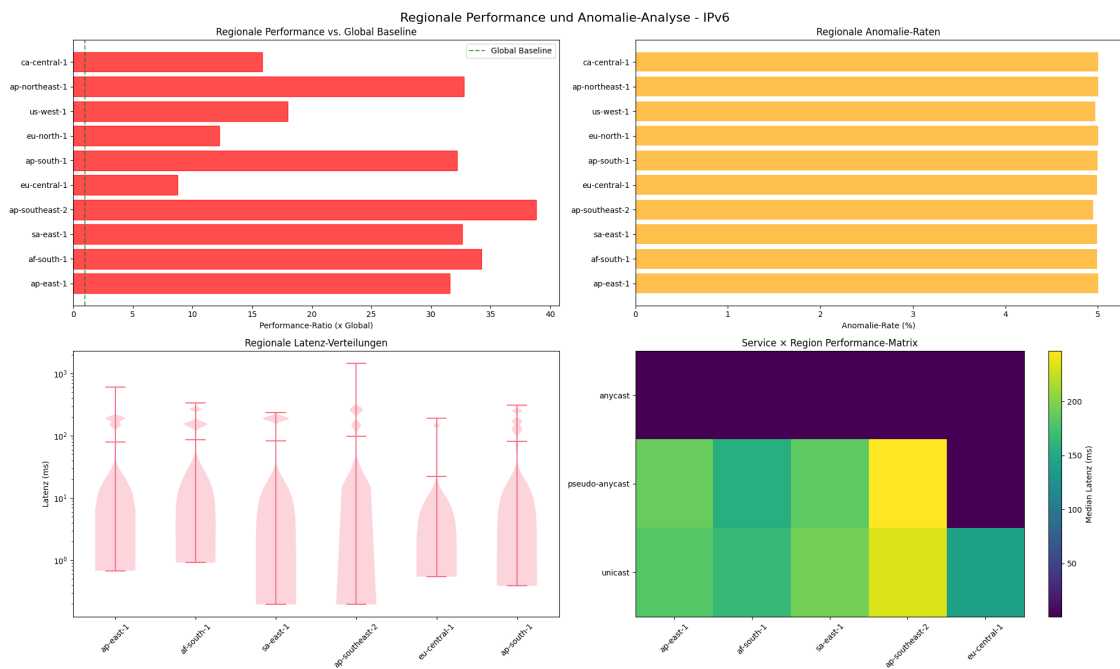 Regionale Performance und Anomalie-Analyse - IPv6
Regionale Performance vs. Global Baseline
Global Baseline
ca-central-1
ap-northeast-1
us-west-1
eu-north-1
ap-south-1
eu-central-1
ap-southeast-2
sa-east-1
af-south-1
ap-east-1
0 5 10 15 20 25 30 35 40
Performance-Ratio (x Global)
Regionale Anomalie-Raten
ca-central-1
ap-northeast-1
us-west-1
eu-north-1
ap-south-1
eu-central-1
ap-southeast-2
sa-east-1
af-south-1
ap-east-1
0 1 2 3 4 5
Anomalie-Rate (%)
Regionale Latenz-Verteilungen
Latenz (ms)
10³
10²
10¹
10⁰
ap-east-1
af-south-1
sa-east-1
ap-southeast-2
eu-central-1
ap-south-1
Service × Region Performance-Matrix
anycast
pseudo-anycast
unicast
ap-east-1
af-south-1
sa-east-1
ap-southeast-2
eu-central-1
200
150
100
50
Median Latenz (ms)